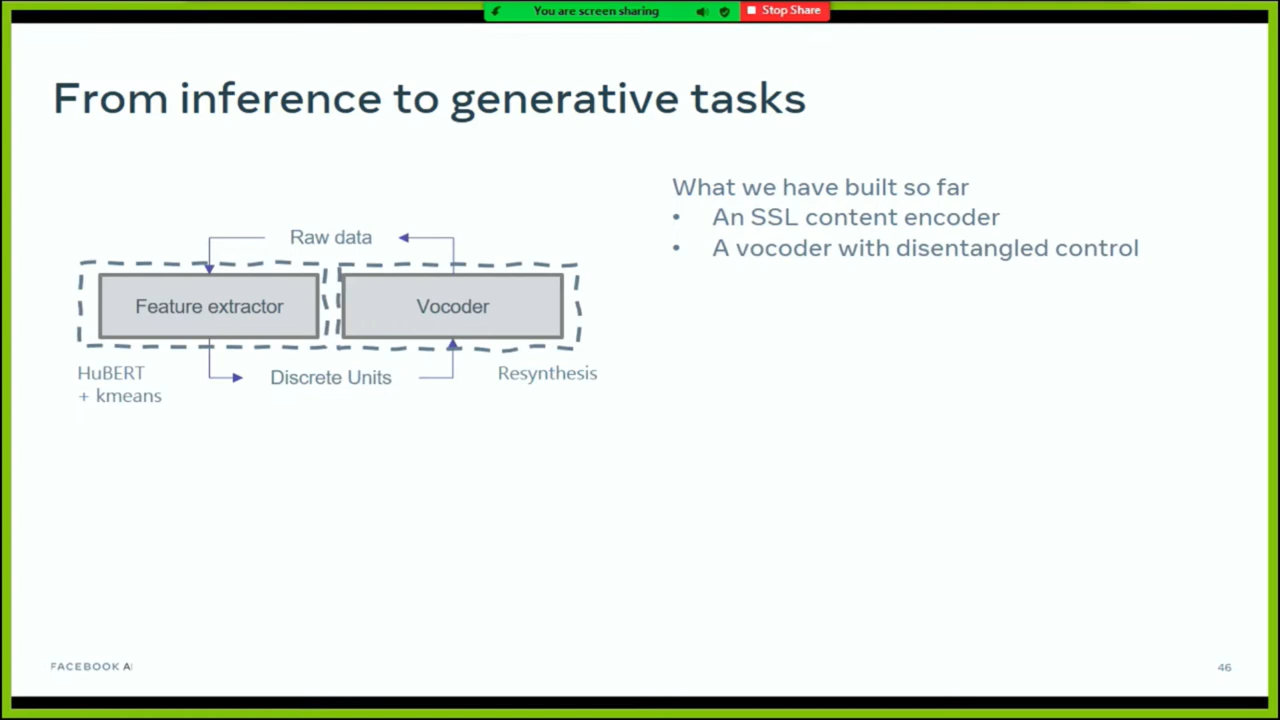 You are screen sharing
Stop Share
From inference to generative tasks
What we have built so far
• An SSL content encoder
• A vocoder with disentangled control
Raw data
Feature extractor
Vocoder
HuBERT
+ kmeans
Discrete Units
Resynthesis
FACEBOOK AI
46